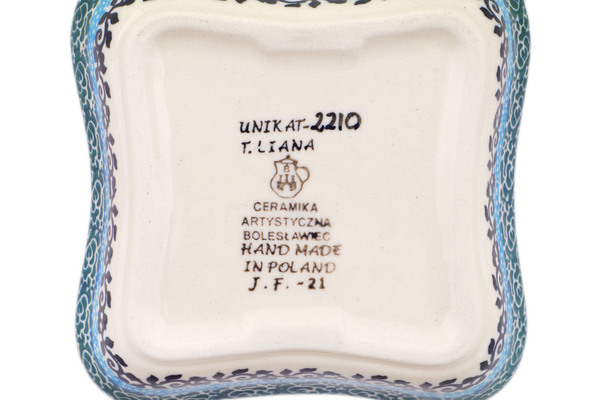 UNIKAT-2210
T. LIANA
CERAMIKA
ARTYSTYCZNA
BOLESŁAWIEC
HAND MADE
IN POLAND
J.F.-21